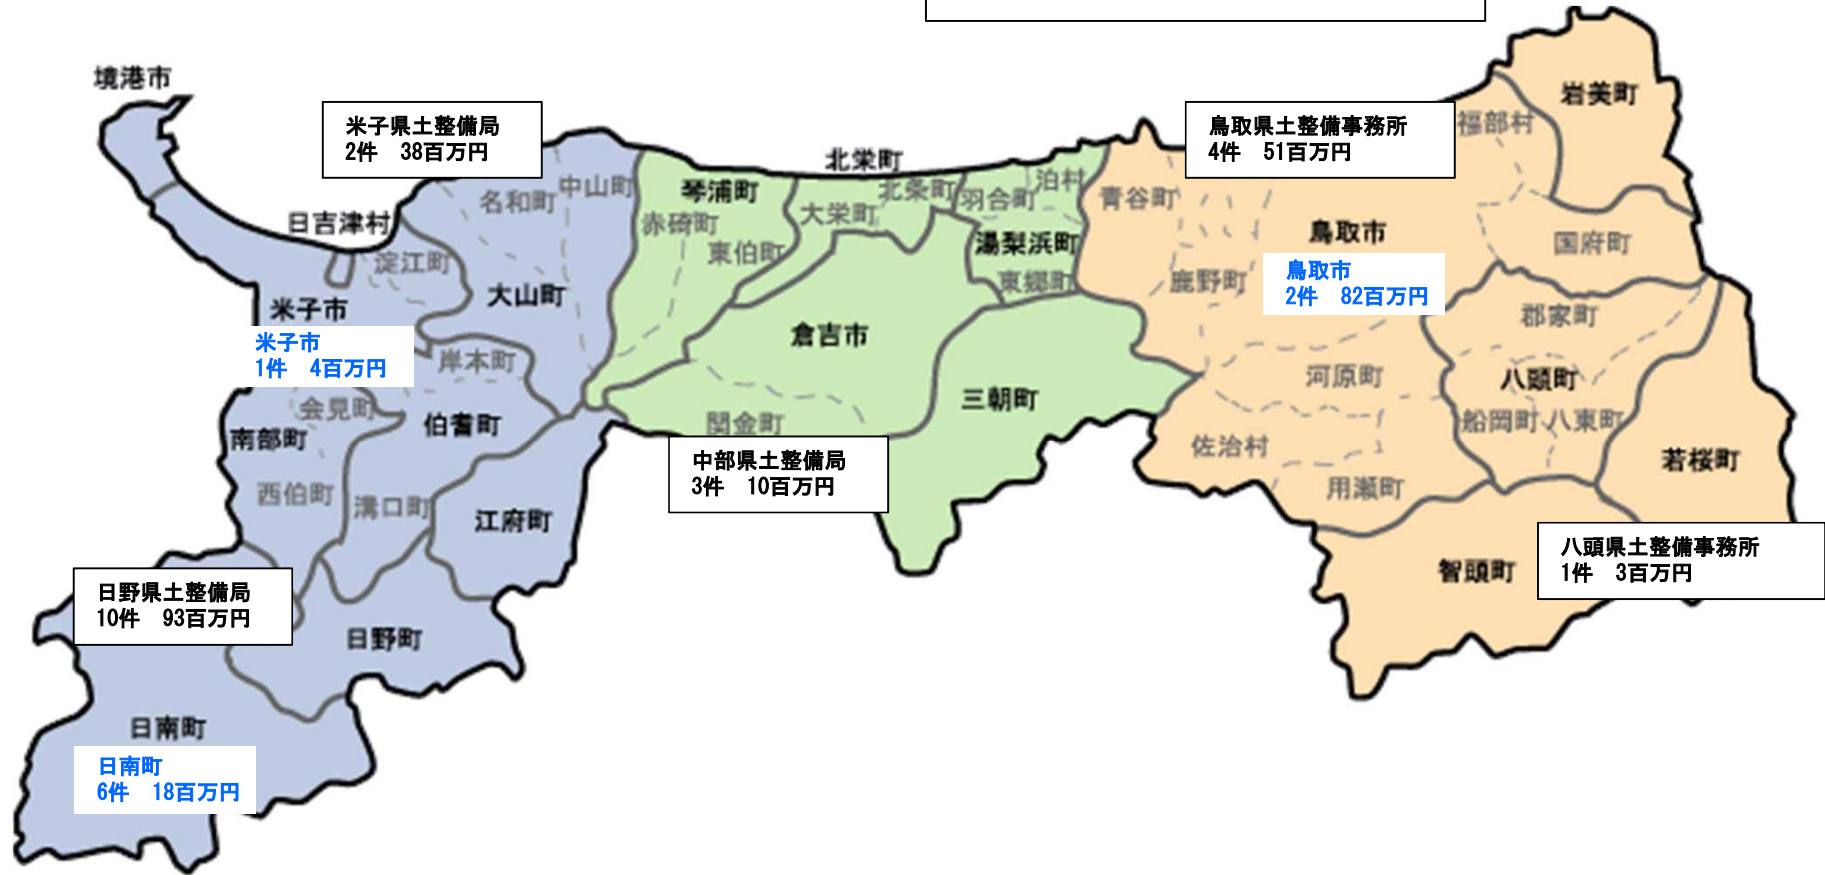 境港市
岩美町
米子県土整備局
2件　38百万円
鳥取県土整備事務所
4件　51百万円
福部村
北栄町
中山町
名和町
琴浦町
北条町
羽合町
泊村
青谷町
大栄町
赤碕町
日吉津村
鳥取市
国府町
湯梨浜町
東伯町
淀江町
東郷町
鹿野町
鳥取市
2件　82百万円
大山町
米子市
郡家町
倉吉市
米子市
1件　4百万円
岸本町
河原町
八頭町
三朝町
会見町
伯耆町
関金町
船岡町
八東町
南部町
佐治村
若桜町
中部県土整備局
3件　10百万円
西伯町
溝口町
用瀬町
江府町
八頭県土整備事務所
1件　3百万円
智頭町
日野県土整備局
10件　93百万円
日野町
日南町
日南町
6件　18百万円